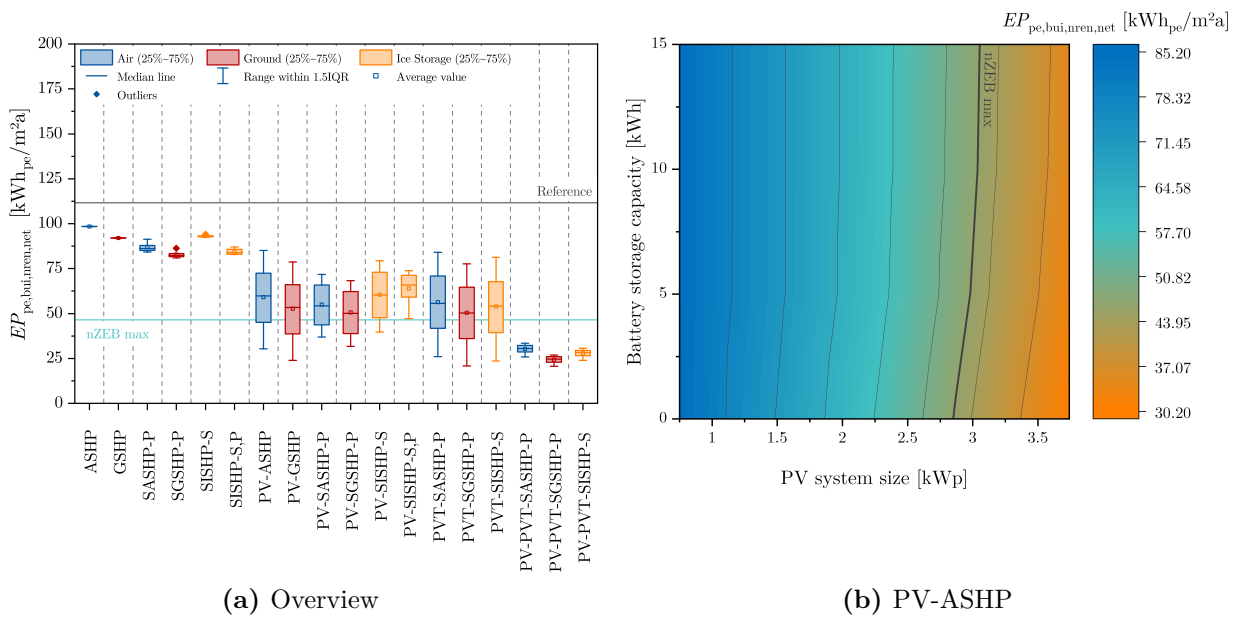 EP_pe,bui,nren,net [kWh_pe/m²a]
200
175
150
125
100
75
50
25
0
Air (25%~75%) Ground (25%~75%) Ice Storage (25%~75%)
Median line Range within 1.5IQR Average value
Outliers
Reference
nZEB max
ASHP
GSHP
SASHP-P
SGSHP-P
SISHP-S
SISHP-S,P
PV-ASHP
PV-GSHP
PV-SASHP-P
PV-SGSHP-P
PV-SISHP-S
PV-SISHP-S,P
PVT-SASHP-P
PVT-SGSHP-P
PVT-SISHP-S
PV-PVT-SASHP-P
PV-PVT-SGSHP-P
PV-PVT-SISHP-S
(a) Overview
EP_pe,bui,nren,net [kWh_pe/m²a]
Battery storage capacity [kWh]
15
10
5
0
nZEB max
1 1.5 2 2.5 3 3.5
PV system size [kWp]
85.20
78.32
71.45
64.58
57.70
50.82
43.95
37.07
30.20
(b) PV-ASHP